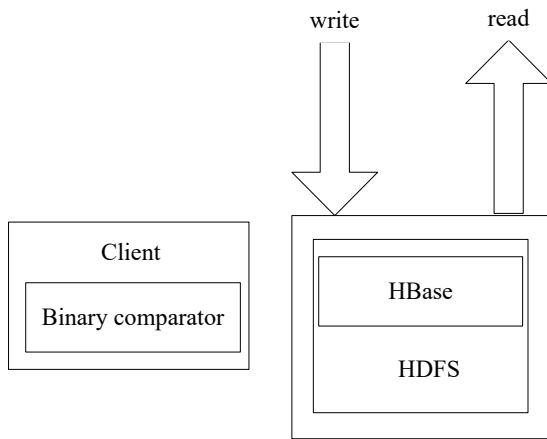 write
read
Client
Binary comparator
HBase
HDFS